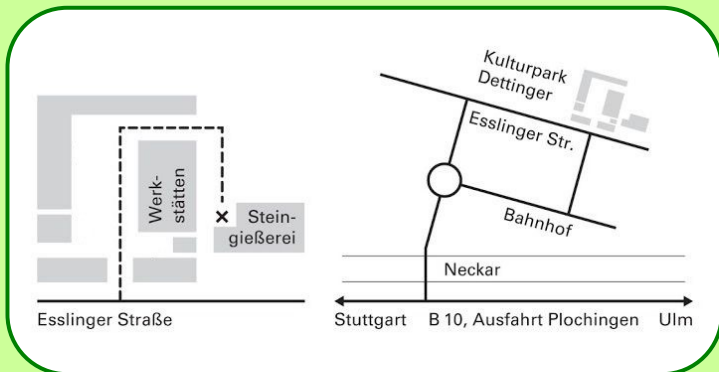 Werk-
stätten
Stein-
gießerei
Esslinger Straße
Kulturpark
Dettinger
Esslinger Str.
Bahnhof
Neckar
Stuttgart B 10, Ausfahrt Plochingen Ulm